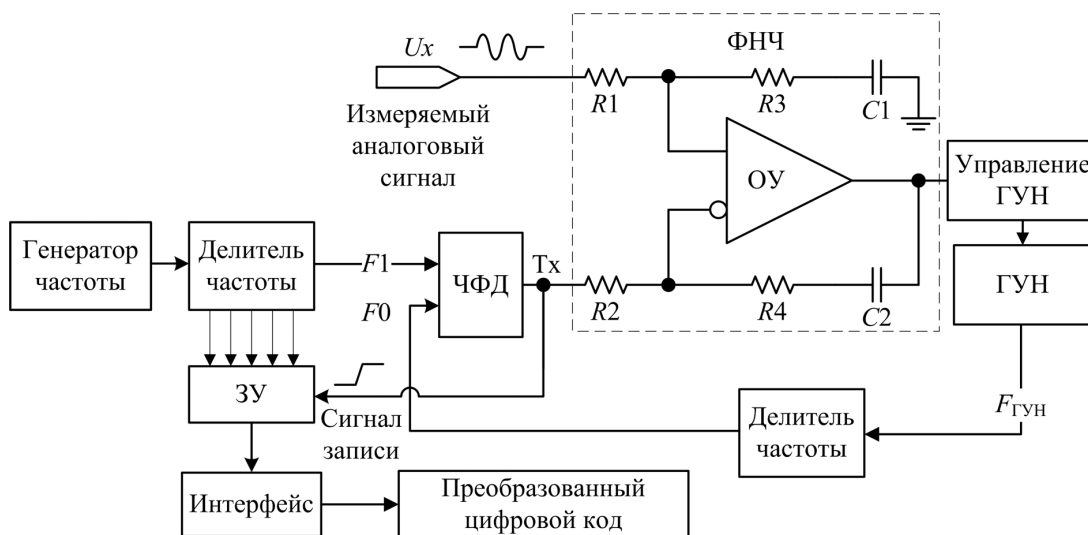 Ux
ФНЧ
Измеряемый
аналоговый
сигнал
R1
R3
C1
ОУ
Управление
ГУН
Генератор
частоты
Делитель
частоты
F1
F0
ЧФД
Tx
R2
R4
C2
ГУН
ЗУ
Сигнал
записи
Делитель
частоты
FГУН
Интерфейс
Преобразованный
цифровой код